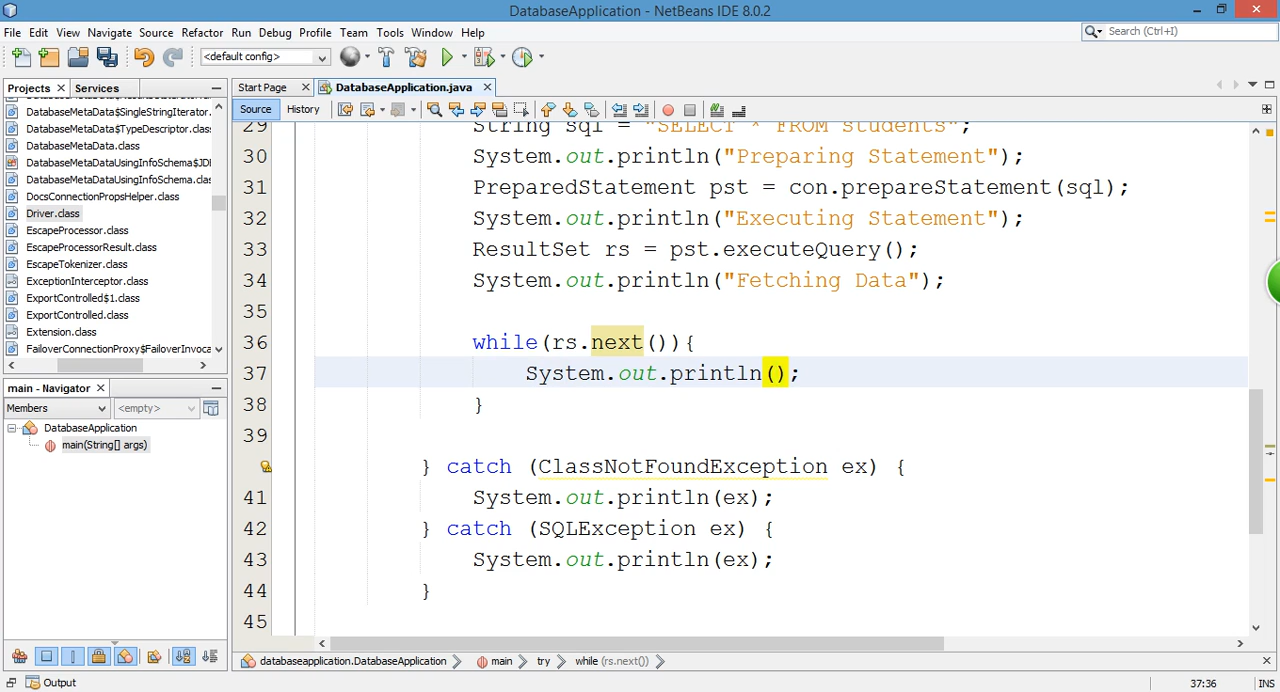 DatabaseApplication - NetBeans IDE 8.0.2
File Edit View Navigate Source Refactor Run Debug Profile Team Tools Window Help
Search (Ctrl+I)
<default config>
Projects Services
Start Page DatabaseApplication.java
Source History
DatabaseMetaData$SingleStringIterator.
DatabaseMetaData$TypeDescriptor.clas
DatabaseMetaData.class
DatabaseMetaDataUsingInfoSchema$JD
DatabaseMetaDataUsingInfoSchema.clas
DocsConnectionPropsHelper.class
Driver.class
EscapeProcessor.class
EscapeProcessorResult.class
EscapeTokenizer.class
ExceptionInterceptor.class
ExportControlled$1.class
ExportControlled.class
Extension.class
FailoverConnectionProxy$FailoverInvoca
main - Navigator
Members <empty>
DatabaseApplication
main(String[] args)
29 String sql = "SELECT * FROM students";
30 System.out.println("Preparing Statement");
31 PreparedStatement pst = con.prepareStatement(sql);
32 System.out.println("Executing Statement");
33 ResultSet rs = pst.executeQuery();
34 System.out.println("Fetching Data");
35
36 while(rs.next()){
37 System.out.println();
38 }
39
} catch (ClassNotFoundException ex) {
41 System.out.println(ex);
42 } catch (SQLException ex) {
43 System.out.println(ex);
44 }
45
databaseapplication.DatabaseApplication main try while (rs.next())
Output
37:36 INS